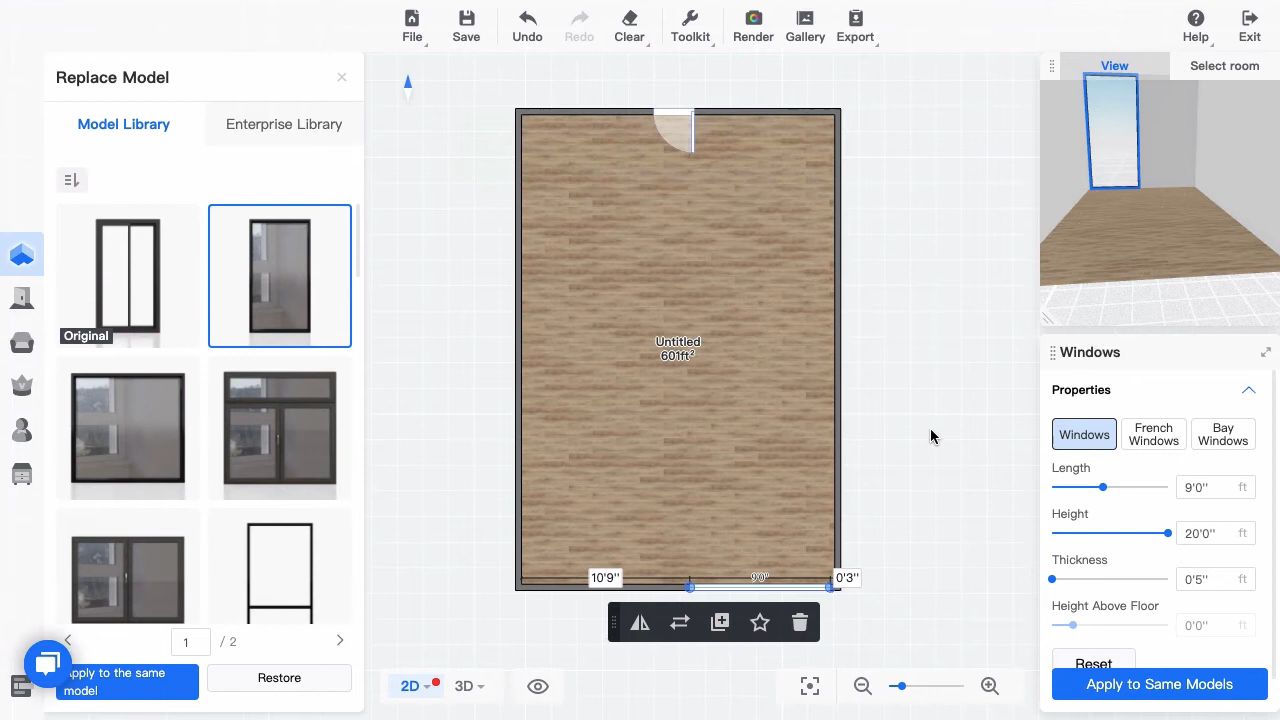 File
Save
Undo
Redo
Clear
Toolkit
Render
Gallery
Export
Help
Exit
Replace Model
Model Library
Enterprise Library
Original
1 / 2
Apply to the same
model
Restore
Untitled
601ft²
10'9''
9'0''
0'3''
2D
3D
View
Select room
Windows
Properties
Windows
French
Windows
Bay
Windows
Length
9'0'' ft
Height
20'0'' ft
Thickness
0'5'' ft
Height Above Floor
0'0'' ft
Reset
Apply to Same Models